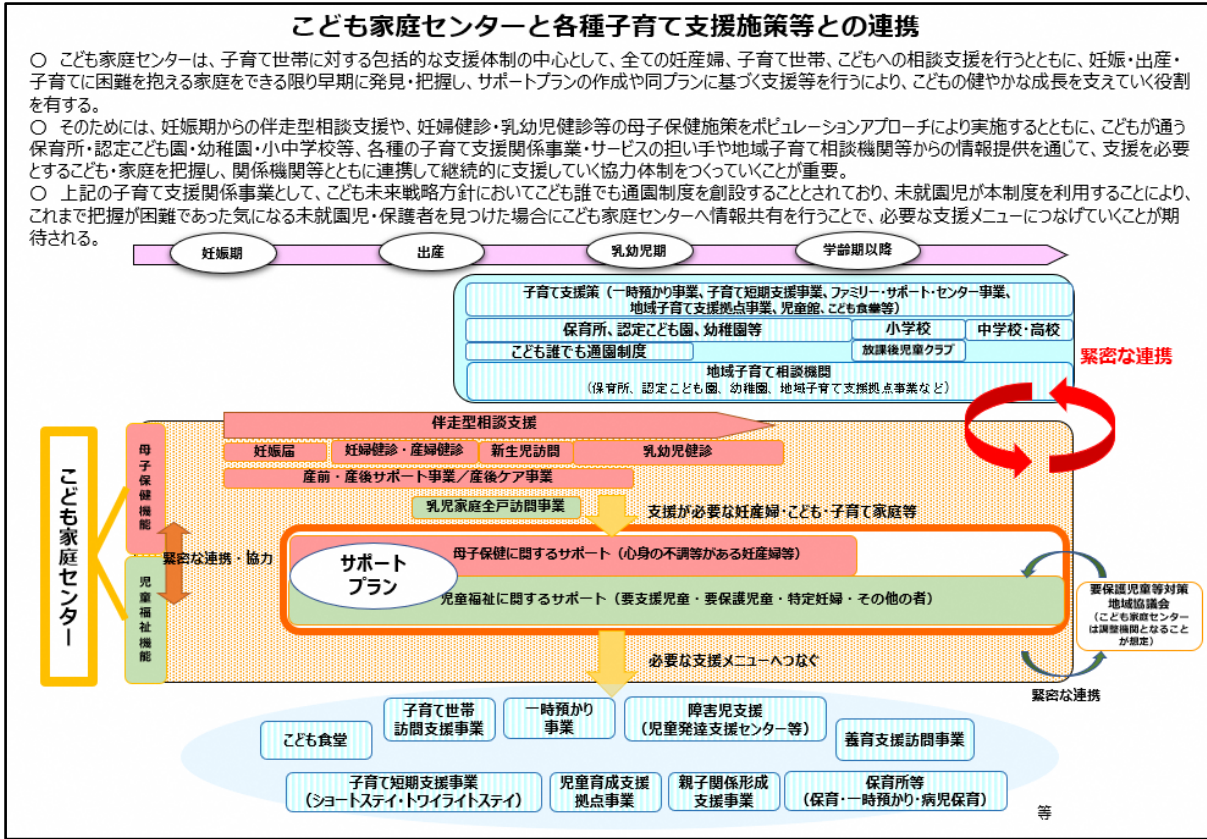 こども家庭センターと各種子育て支援施策等との連携
○ こども家庭センターは、子育て世帯に対する包括的な支援体制の中心として、全ての妊産婦、子育て世帯、こどもへの相談支援を行うとともに、妊娠・出産・
子育てに困難を抱える家庭をできる限り早期に発見・把握し、サポートプランの作成や同プランに基づく支援等を行うにより、こどもの健やかな成長を支えていく役割
を有する。
○ そのためには、妊娠期からの伴走型相談支援や、妊婦健診・乳幼児健診等の母子保健施策をポピュレーションアプローチにより実施するとともに、こどもが通う
保育所・認定こども園・幼稚園・小中学校等、各種の子育て支援関係事業・サービスの担い手や地域子育て相談機関等からの情報提供を通じて、支援を必要
とするこども・家庭を把握し、関係機関等とともに連携して継続的に支援していく協力体制をつくっていくことが重要。
○ 上記の子育て支援関係事業として、こども未来戦略方針においてこども誰でも通園制度を創設することとされており、未就園児が本制度を利用することにより、
これまで把握が困難であった気になる未就園児・保護者を見つけた場合にこども家庭センターへ情報共有を行うことで、必要な支援メニューにつなげていくことが期
待される。
妊娠期
出産
乳幼児期
学齢期以降
子育て支援策（一時預かり事業、子育て短期支援事業、ファミリー・サポート・センター事業、
地域子育て支援拠点事業、児童館、こども食堂等）
保育所、認定こども園、幼稚園等
小学校
中学校・高校
こども誰でも通園制度
放課後児童クラブ
地域子育て相談機関
（保育所、認定こども園、幼稚園、地域子育て支援拠点事業など）
緊密な連携
こども家庭センター
母子保健機能
児童福祉機能
緊密な連携・協力
伴走型相談支援
妊娠届
妊婦健診・産婦健診
新生児訪問
乳幼児健診
産前・産後サポート事業／産後ケア事業
乳児家庭全戸訪問事業
支援が必要な妊産婦・こども・子育て家庭等
サポート
プラン
母子保健に関するサポート（心身の不調等がある妊産婦等）
児童福祉に関するサポート（要支援児童・要保護児童・特定妊婦・その他の者）
要保護児童等対策
地域協議会
（こども家庭センター
は調整機関となること
が想定）
緊密な連携
必要な支援メニューへつなぐ
こども食堂
子育て世帯
訪問支援事業
一時預かり
事業
障害児支援
（児童発達支援センター等）
養育支援訪問事業
子育て短期支援事業
（ショートステイ・トワイライトステイ）
児童育成支援
拠点事業
親子関係形成
支援事業
保育所等
（保育・一時預かり・病児保育）
等